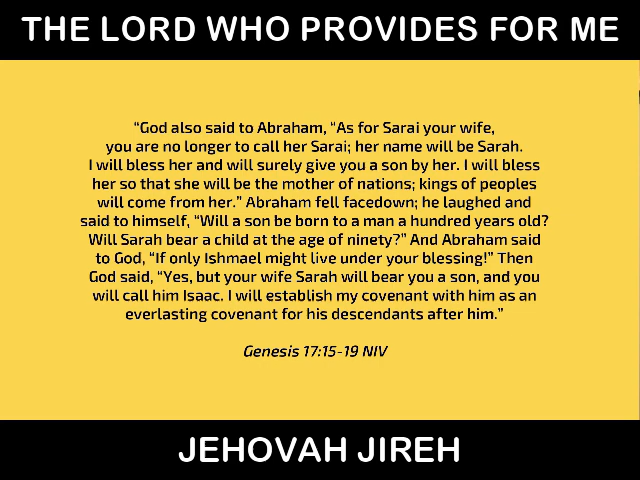 THE LORD WHO PROVIDES FOR ME
“God also said to Abraham, “As for Sarai your wife,
you are no longer to call her Sarai; her name will be Sarah.
I will bless her and will surely give you a son by her. I will bless
her so that she will be the mother of nations; kings of peoples
will come from her.” Abraham fell facedown; he laughed and
said to himself, “Will a son be born to a man a hundred years old?
Will Sarah bear a child at the age of ninety?” And Abraham said
to God, “If only Ishmael might live under your blessing!” Then
God said, “Yes, but your wife Sarah will bear you a son, and you
will call him Isaac. I will establish my covenant with him as an
everlasting covenant for his descendants after him.”
Genesis 17:15-19 NIV
JEHOVAH JIREH